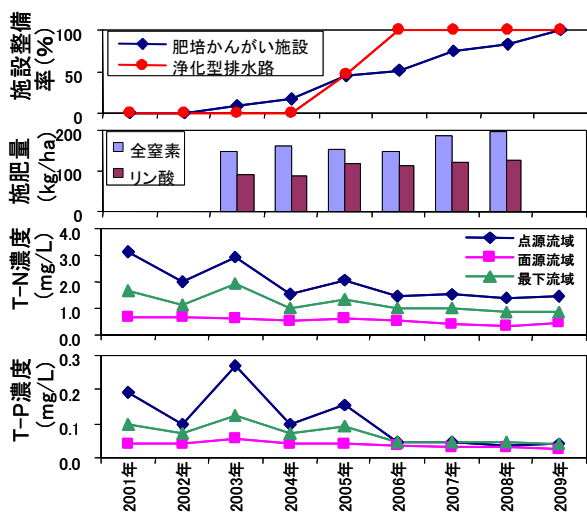 施設整備
率 (%)
100
50
0
肥培かんがい施設
浄化型排水路
施肥量
(kg/ha)
200
100
0
全窒素
リン酸
T-N濃度
(mg/L)
4.0
3.0
2.0
1.0
0.0
点源流域
面源流域
最下流域
T-P濃度
(mg/L)
0.3
0.2
0.1
0.0
2001年
2002年
2003年
2004年
2005年
2006年
2007年
2008年
2009年